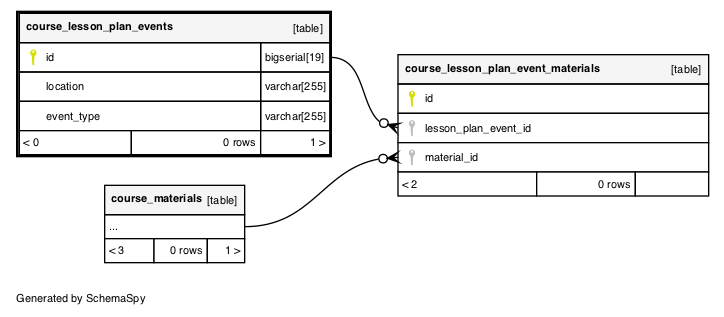 course_lesson_plan_events [table]
id bigserial[19]
location varchar[255]
event_type varchar[255]
< 0 0 rows 1 >
course_lesson_plan_event_materials [table]
id
lesson_plan_event_id
material_id
< 2 0 rows
course_materials [table]
...
< 3 0 rows 1 >
Generated by SchemaSpy